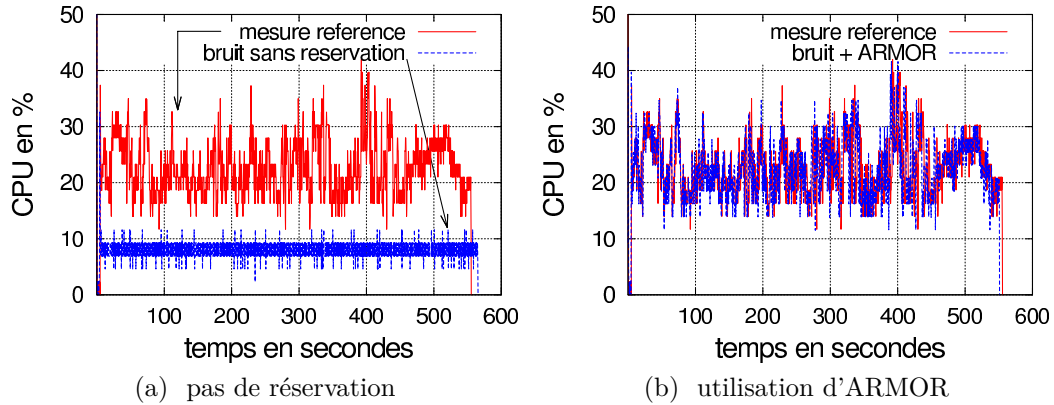 50
40
30
20
10
0
CPU en %
mesure reference
bruit sans reservation
100 200 300 400 500 600
temps en secondes
(a) pas de réservation
50
40
30
20
10
0
CPU en %
mesure reference
bruit + ARMOR
100 200 300 400 500 600
temps en secondes
(b) utilisation d'ARMOR